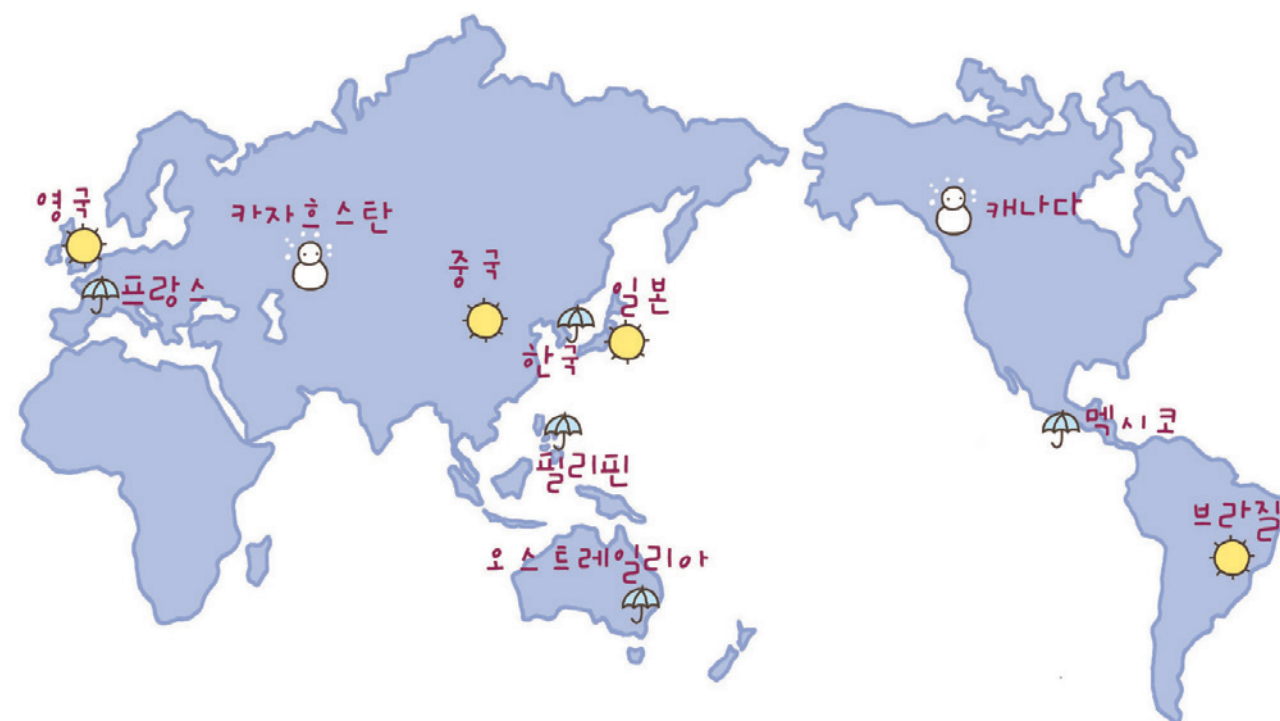 영국
카자흐스탄
캐나다
프랑스
중국
일본
한국
멕시코
필리핀
브라질
오스트레일리아